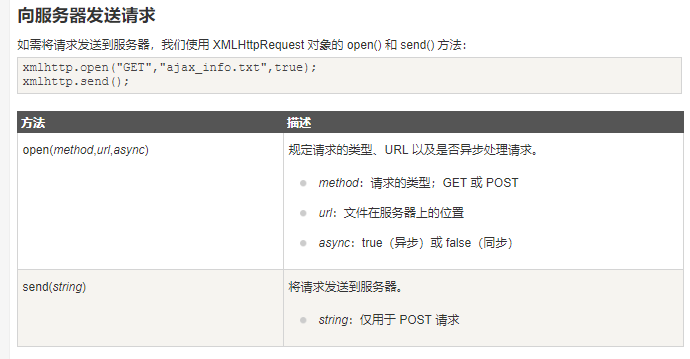 向服务器发送请求
如需将请求发送到服务器，我们使用 XMLHttpRequest 对象的 open() 和 send() 方法：
xmlhttp.open("GET","ajax_info.txt",true);
xmlhttp.send();
方法 描述
open(method,url,async) 规定请求的类型、URL 以及是否异步处理请求。
method：请求的类型；GET 或 POST
url：文件在服务器上的位置
async：true（异步）或 false（同步）
send(string) 将请求发送到服务器。
string：仅用于 POST 请求